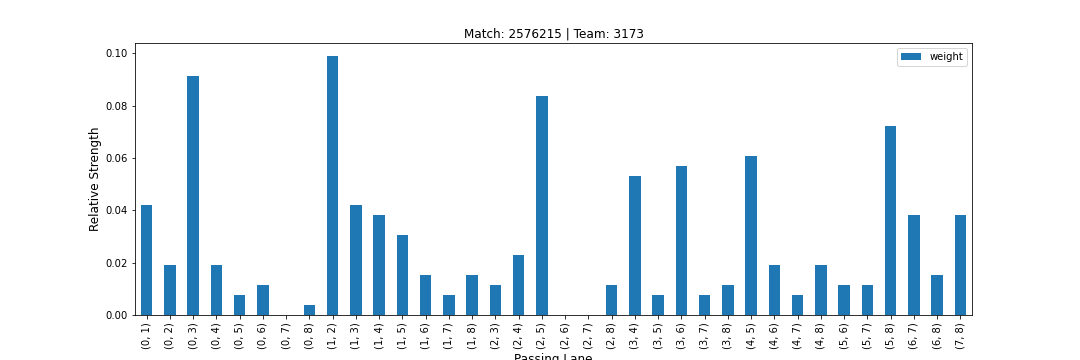 Match: 2576215 | Team: 3173
weight
Relative Strength
0.10
0.08
0.06
0.04
0.02
0.00
(0, 1) (0, 2) (0, 3) (0, 4) (0, 5) (0, 6) (0, 7) (0, 8) (1, 2) (1, 3) (1, 4) (1, 5) (1, 6) (1, 7) (1, 8) (2, 3) (2, 4) (2, 5) (2, 6) (2, 7) (2, 8) (3, 4) (3, 5) (3, 6) (3, 7) (3, 8) (4, 5) (4, 6) (4, 7) (4, 8) (5, 6) (5, 7) (5, 8) (6, 7) (6, 8) (7, 8)
Passing Lane